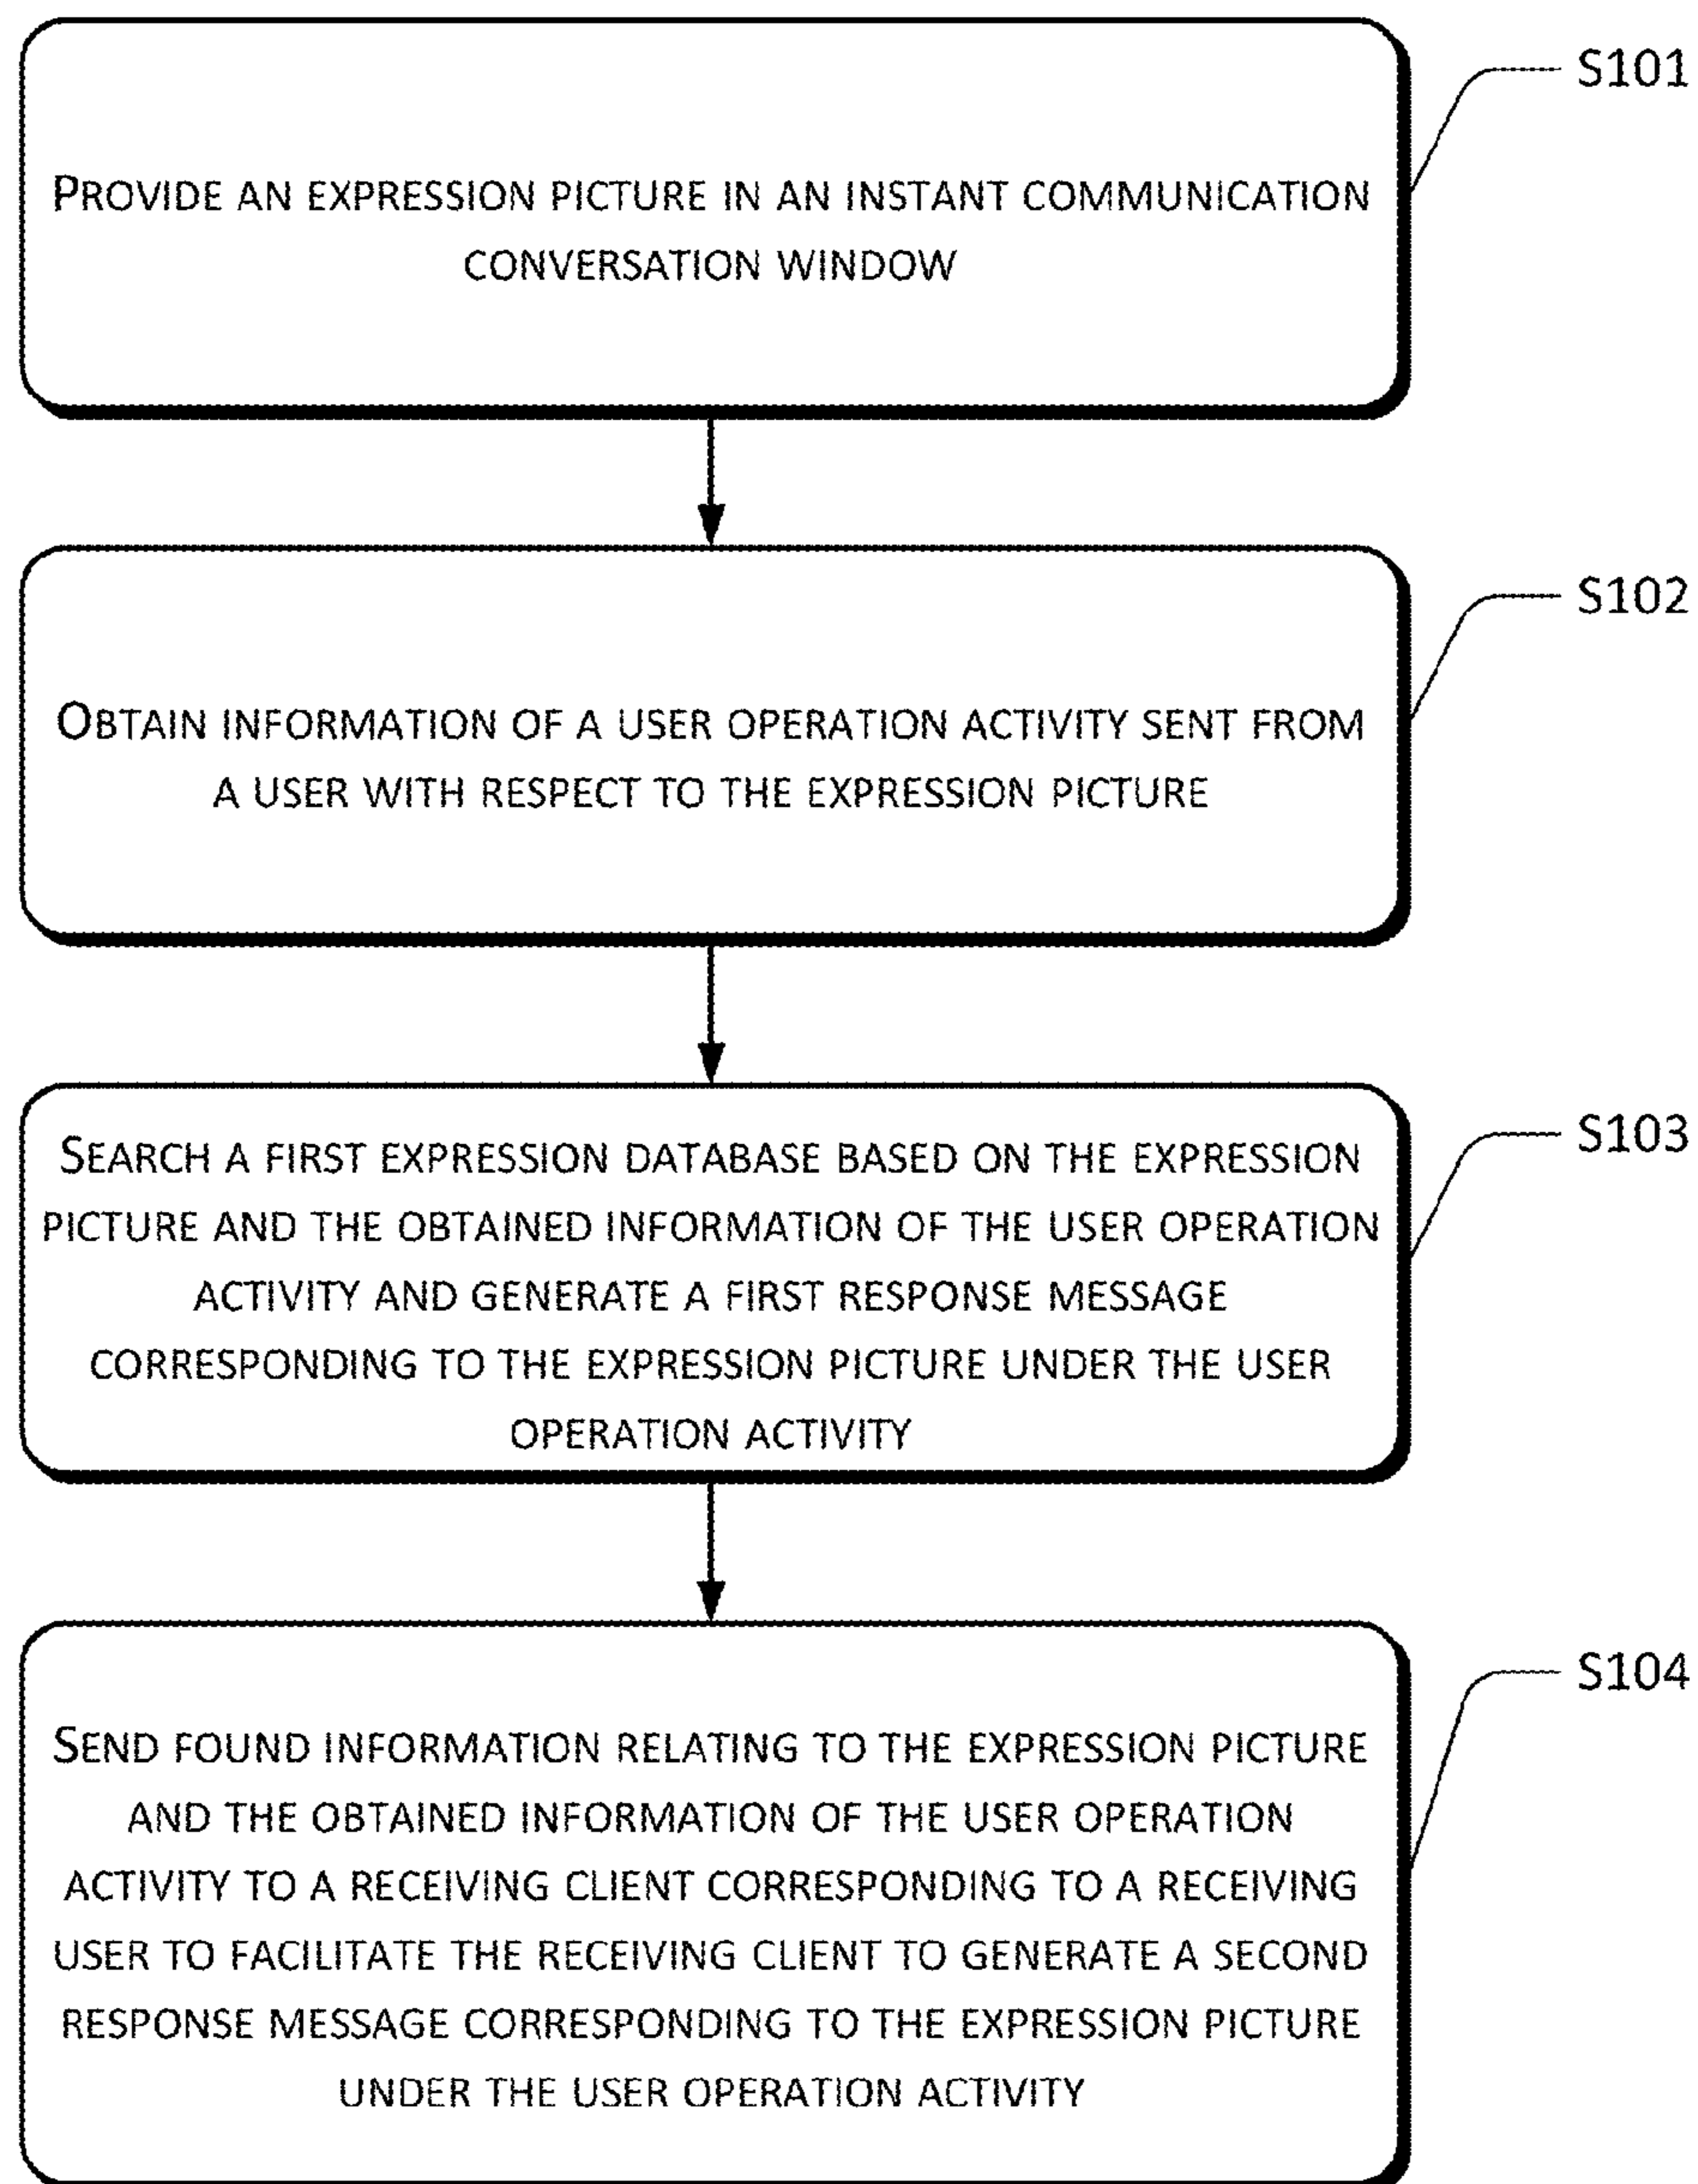 PROVIDE AN EXPRESSION PICTURE IN AN INSTANT COMMUNICATION
CONVERSATION WINDOW
S101
OBTAIN INFORMATION OF A USER OPERATION ACTIVITY SENT FROM
A USER WITH RESPECT TO THE EXPRESSION PICTURE
S102
SEARCH A FIRST EXPRESSION DATABASE BASED ON THE EXPRESSION
PICTURE AND THE OBTAINED INFORMATION OF THE USER OPERATION
ACTIVITY AND GENERATE A FIRST RESPONSE MESSAGE
CORRESPONDING TO THE EXPRESSION PICTURE UNDER THE USER
OPERATION ACTIVITY
S103
SEND FOUND INFORMATION RELATING TO THE EXPRESSION PICTURE
AND THE OBTAINED INFORMATION OF THE USER OPERATION
ACTIVITY TO A RECEIVING CLIENT CORRESPONDING TO A RECEIVING
USER TO FACILITATE THE RECEIVING CLIENT TO GENERATE A SECOND
RESPONSE MESSAGE CORRESPONDING TO THE EXPRESSION PICTURE
UNDER THE USER OPERATION ACTIVITY
S104